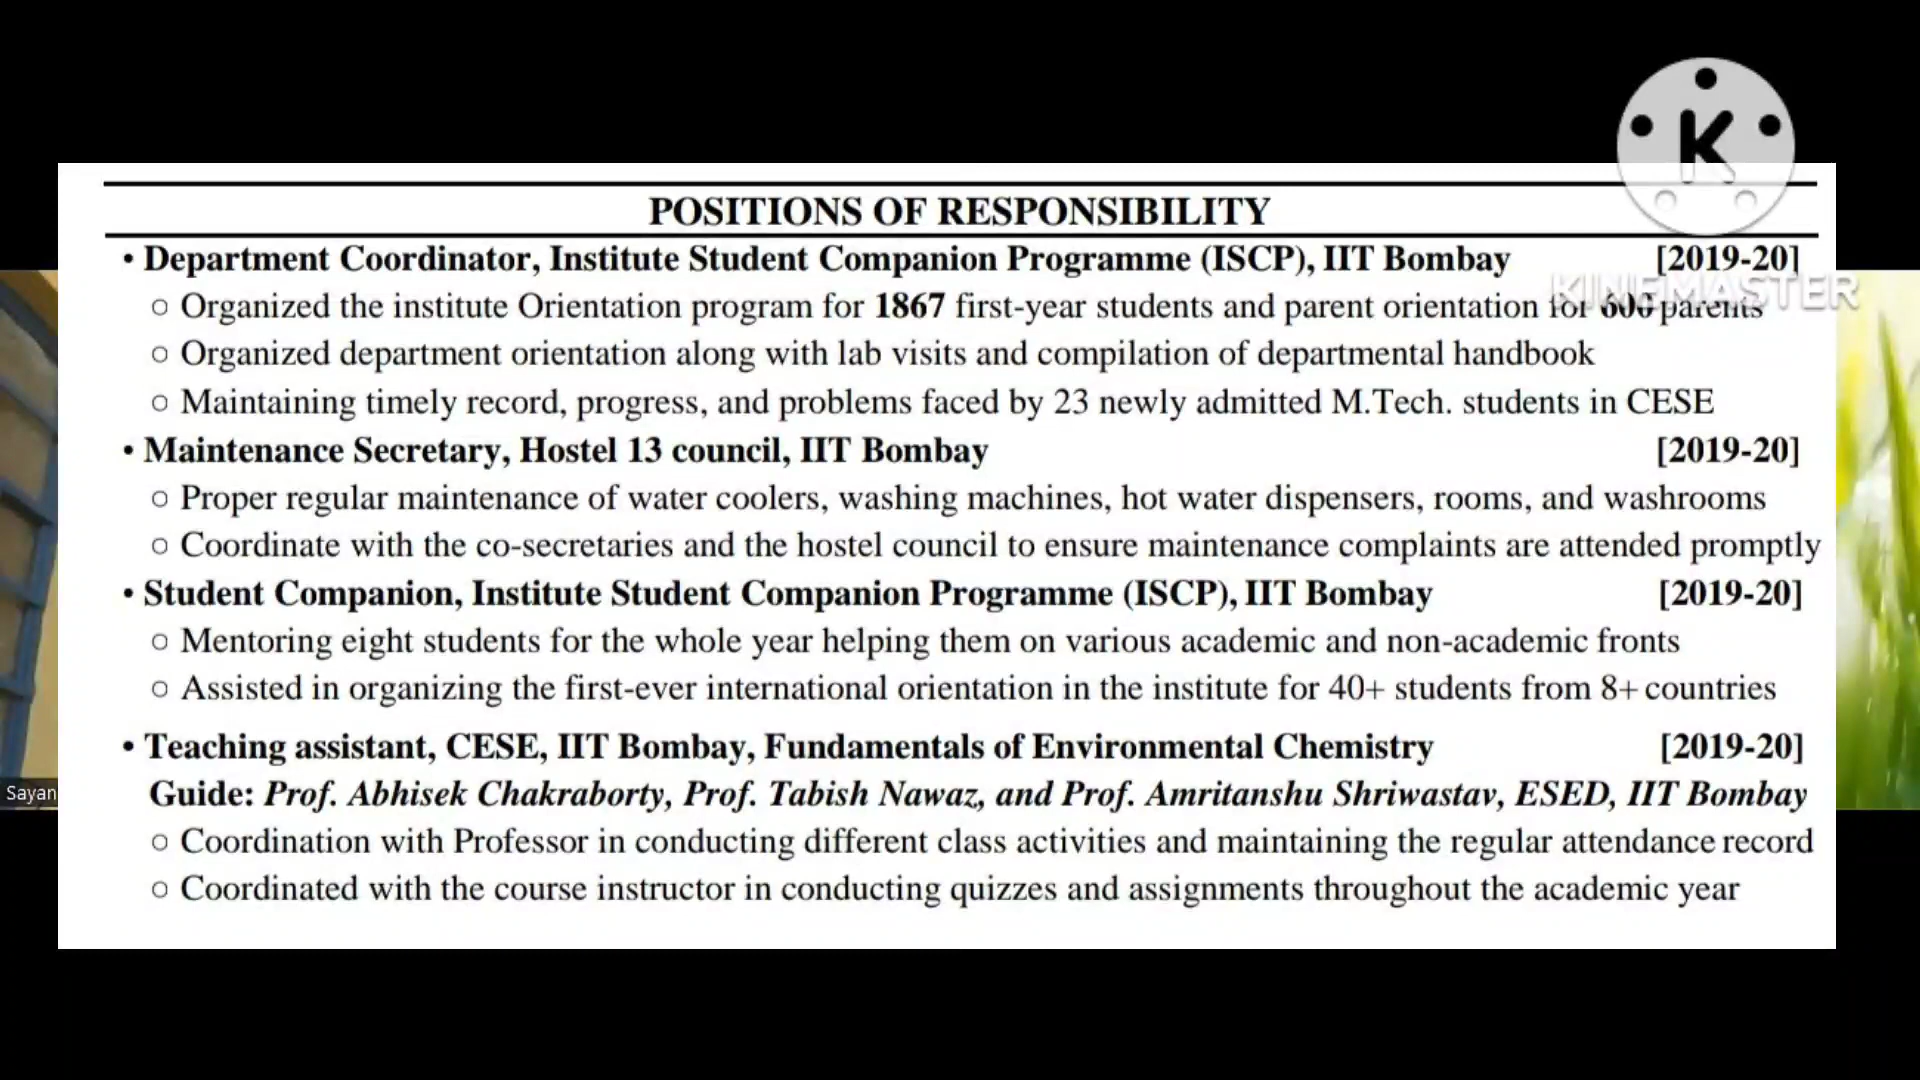 POSITIONS OF RESPONSIBILITY
• Department Coordinator, Institute Student Companion Programme (ISCP), IIT Bombay [2019-20]
○ Organized the institute Orientation program for 1867 first-year students and parent orientation for 600 parents
○ Organized department orientation along with lab visits and compilation of departmental handbook
○ Maintaining timely record, progress, and problems faced by 23 newly admitted M.Tech. students in CESE
• Maintenance Secretary, Hostel 13 council, IIT Bombay [2019-20]
○ Proper regular maintenance of water coolers, washing machines, hot water dispensers, rooms, and washrooms
○ Coordinate with the co-secretaries and the hostel council to ensure maintenance complaints are attended promptly
• Student Companion, Institute Student Companion Programme (ISCP), IIT Bombay [2019-20]
○ Mentoring eight students for the whole year helping them on various academic and non-academic fronts
○ Assisted in organizing the first-ever international orientation in the institute for 40+ students from 8+ countries
• Teaching assistant, CESE, IIT Bombay, Fundamentals of Environmental Chemistry [2019-20]
Guide: Prof. Abhisek Chakraborty, Prof. Tabish Nawaz, and Prof. Amritanshu Shriwastav, ESED, IIT Bombay
○ Coordination with Professor in conducting different class activities and maintaining the regular attendance record
○ Coordinated with the course instructor in conducting quizzes and assignments throughout the academic year
K
KINEMASTER
Sayan